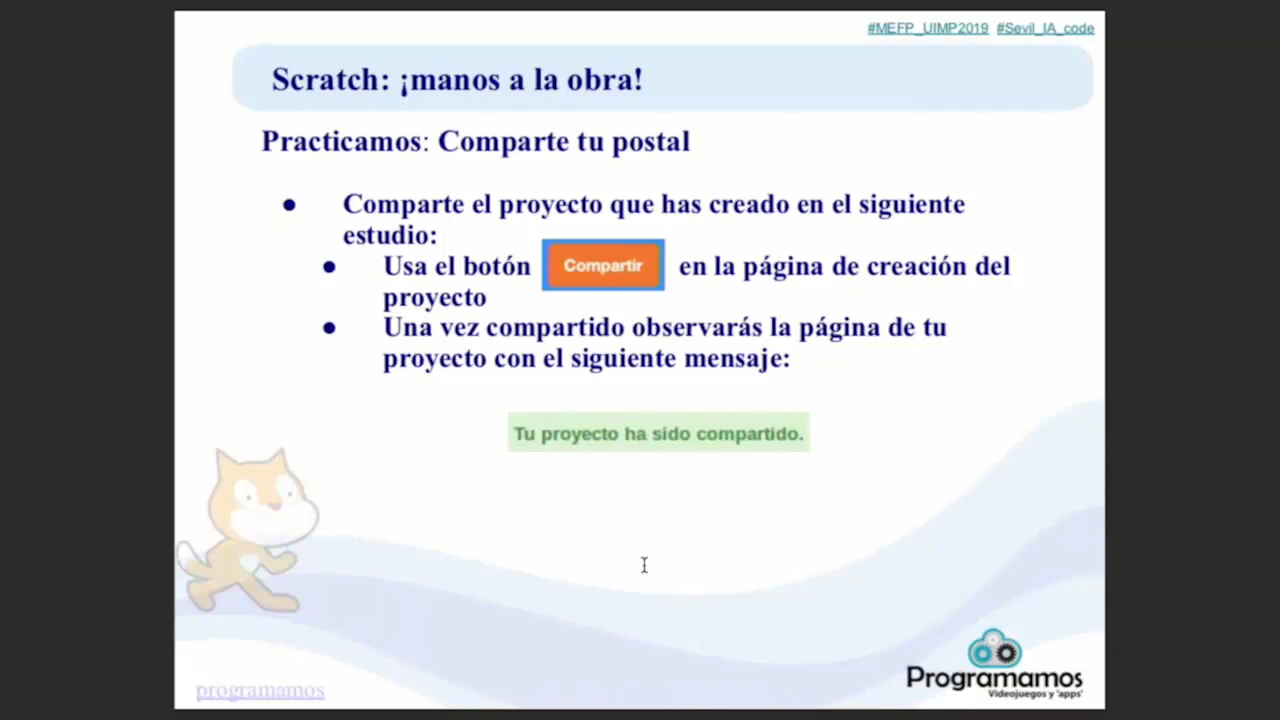 #MEFP_UIMP2019 #Sevil_IA_code
Scratch: ¡manos a la obra!
Practicamos: Comparte tu postal
● Comparte el proyecto que has creado en el siguiente
estudio:
● Usa el botón Compartir en la página de creación del
proyecto
● Una vez compartido observarás la página de tu
proyecto con el siguiente mensaje:
Tu proyecto ha sido compartido.
programamos
Programamos
Videojuegos y 'apps'